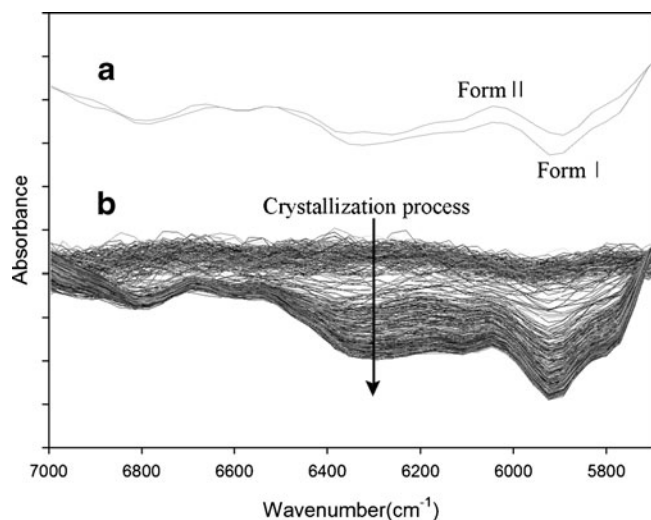 a
Form II
Form I
b
Crystallization process
Absorbance
7000 6800 6600 6400 6200 6000 5800
Wavenumber(cm⁻¹)